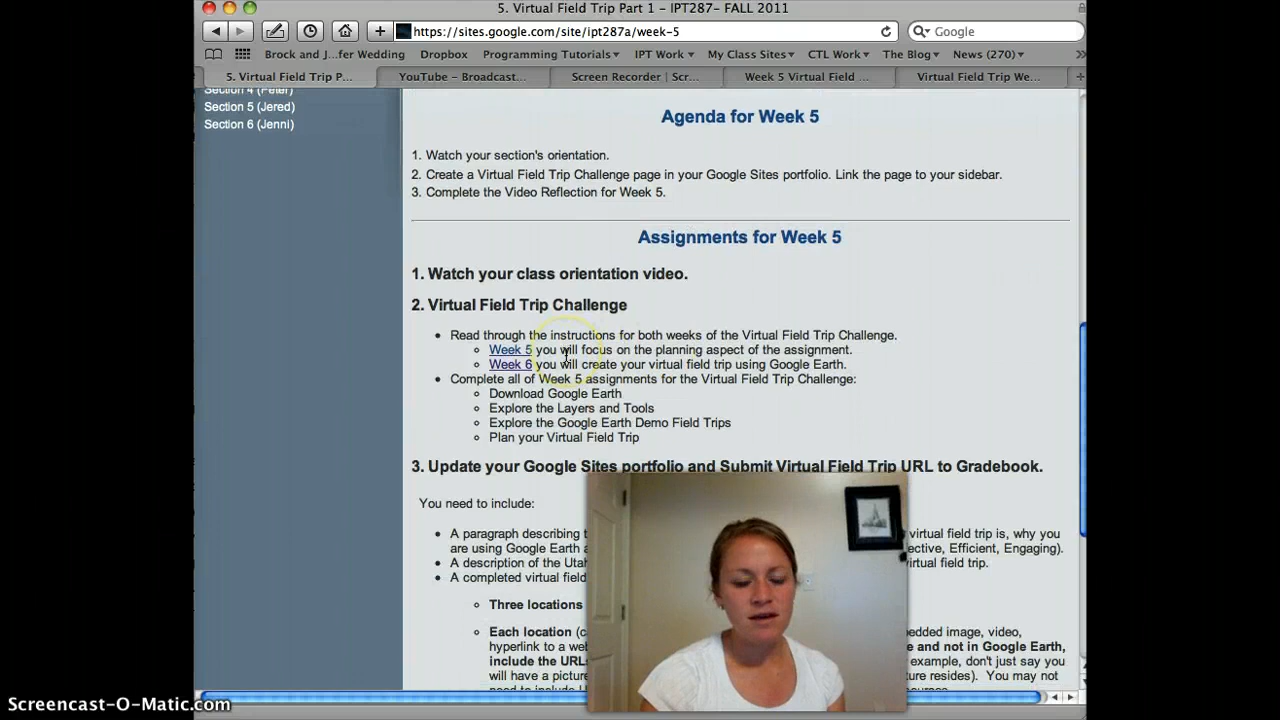 5. Virtual Field Trip Part 1 - IPT287- FALL 2011
https://sites.google.com/site/ipt287a/week-5
Google
Brock and J...fer Wedding Dropbox Programming Tutorials IPT Work My Class Sites CTL Work The Blog News (270)
5. Virtual Field Trip P... YouTube - Broadcast... Screen Recorder | Scr... Week 5 Virtual Field ... Virtual Field Trip We...
Section 4 (Peter)
Section 5 (Jered)
Section 6 (Jenni)
Agenda for Week 5
1. Watch your section's orientation.
2. Create a Virtual Field Trip Challenge page in your Google Sites portfolio. Link the page to your sidebar.
3. Complete the Video Reflection for Week 5.
Assignments for Week 5
1. Watch your class orientation video.
2. Virtual Field Trip Challenge
Read through the instructions for both weeks of the Virtual Field Trip Challenge.
Week 5 you will focus on the planning aspect of the assignment.
Week 6 you will create your virtual field trip using Google Earth.
Complete all of Week 5 assignments for the Virtual Field Trip Challenge:
Download Google Earth
Explore the Layers and Tools
Explore the Google Earth Demo Field Trips
Plan your Virtual Field Trip
3. Update your Google Sites portfolio and Submit Virtual Field Trip URL to Gradebook.
You need to include:
A paragraph describing virtual field trip is, why you
are using Google Earth Efficient, Engaging).
A description of the Utah virtual field trip.
A completed virtual field
Three locations
Each location image, video,
hyperlink to a and not in Google Earth,
include the example, don't just say you
will have a resides). You may not
Screencast-O-Matic.com